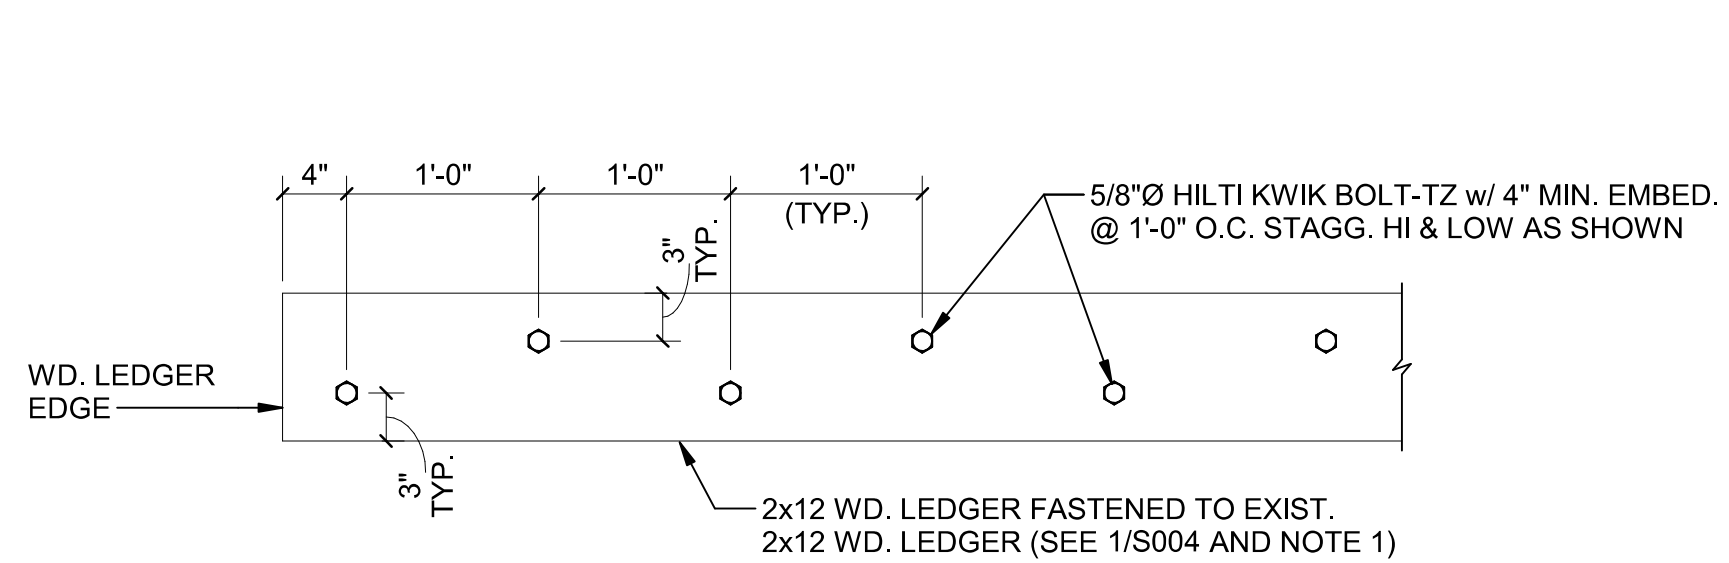 4"
1'-0"
1'-0"
1'-0"
(TYP.)
5/8"Ø HILTI KWIK BOLT-TZ w/ 4" MIN. EMBED.
@ 1'-0" O.C. STAGG. HI & LOW AS SHOWN
3"
TYP.
WD. LEDGER
EDGE
3"
TYP.
2x12 WD. LEDGER FASTENED TO EXIST.
2x12 WD. LEDGER (SEE 1/S004 AND NOTE 1)